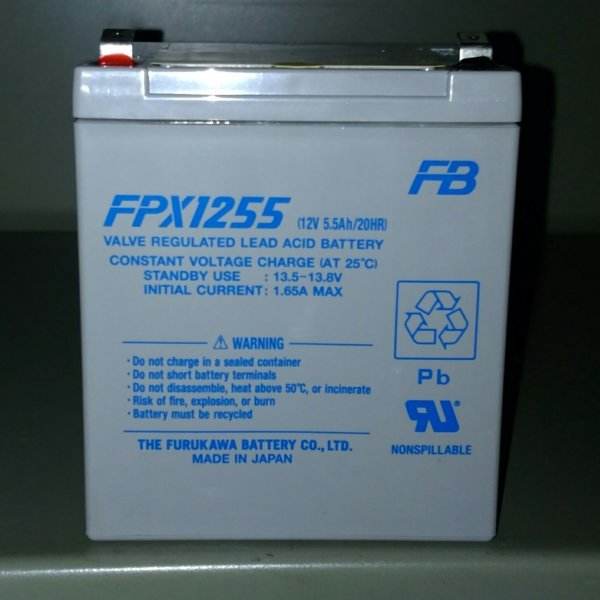 FB
FPX1255 (12V 5.5Ah/20HR)
VALVE REGULATED LEAD ACID BATTERY
CONSTANT VOLTAGE CHARGE (AT 25°C)
STANDBY USE : 13.5-13.8V
INITIAL CURRENT: 1.65A MAX
⚠ WARNING
・Do not charge in a sealed container
・Do not short battery terminals
・Do not disassemble, heat above 50°C, or incinerate
・Risk of fire, explosion, or burn
・Battery must be recycled
THE FURUKAWA BATTERY CO., LTD.
MADE IN JAPAN
Pb
RU
NONSPILLABLE